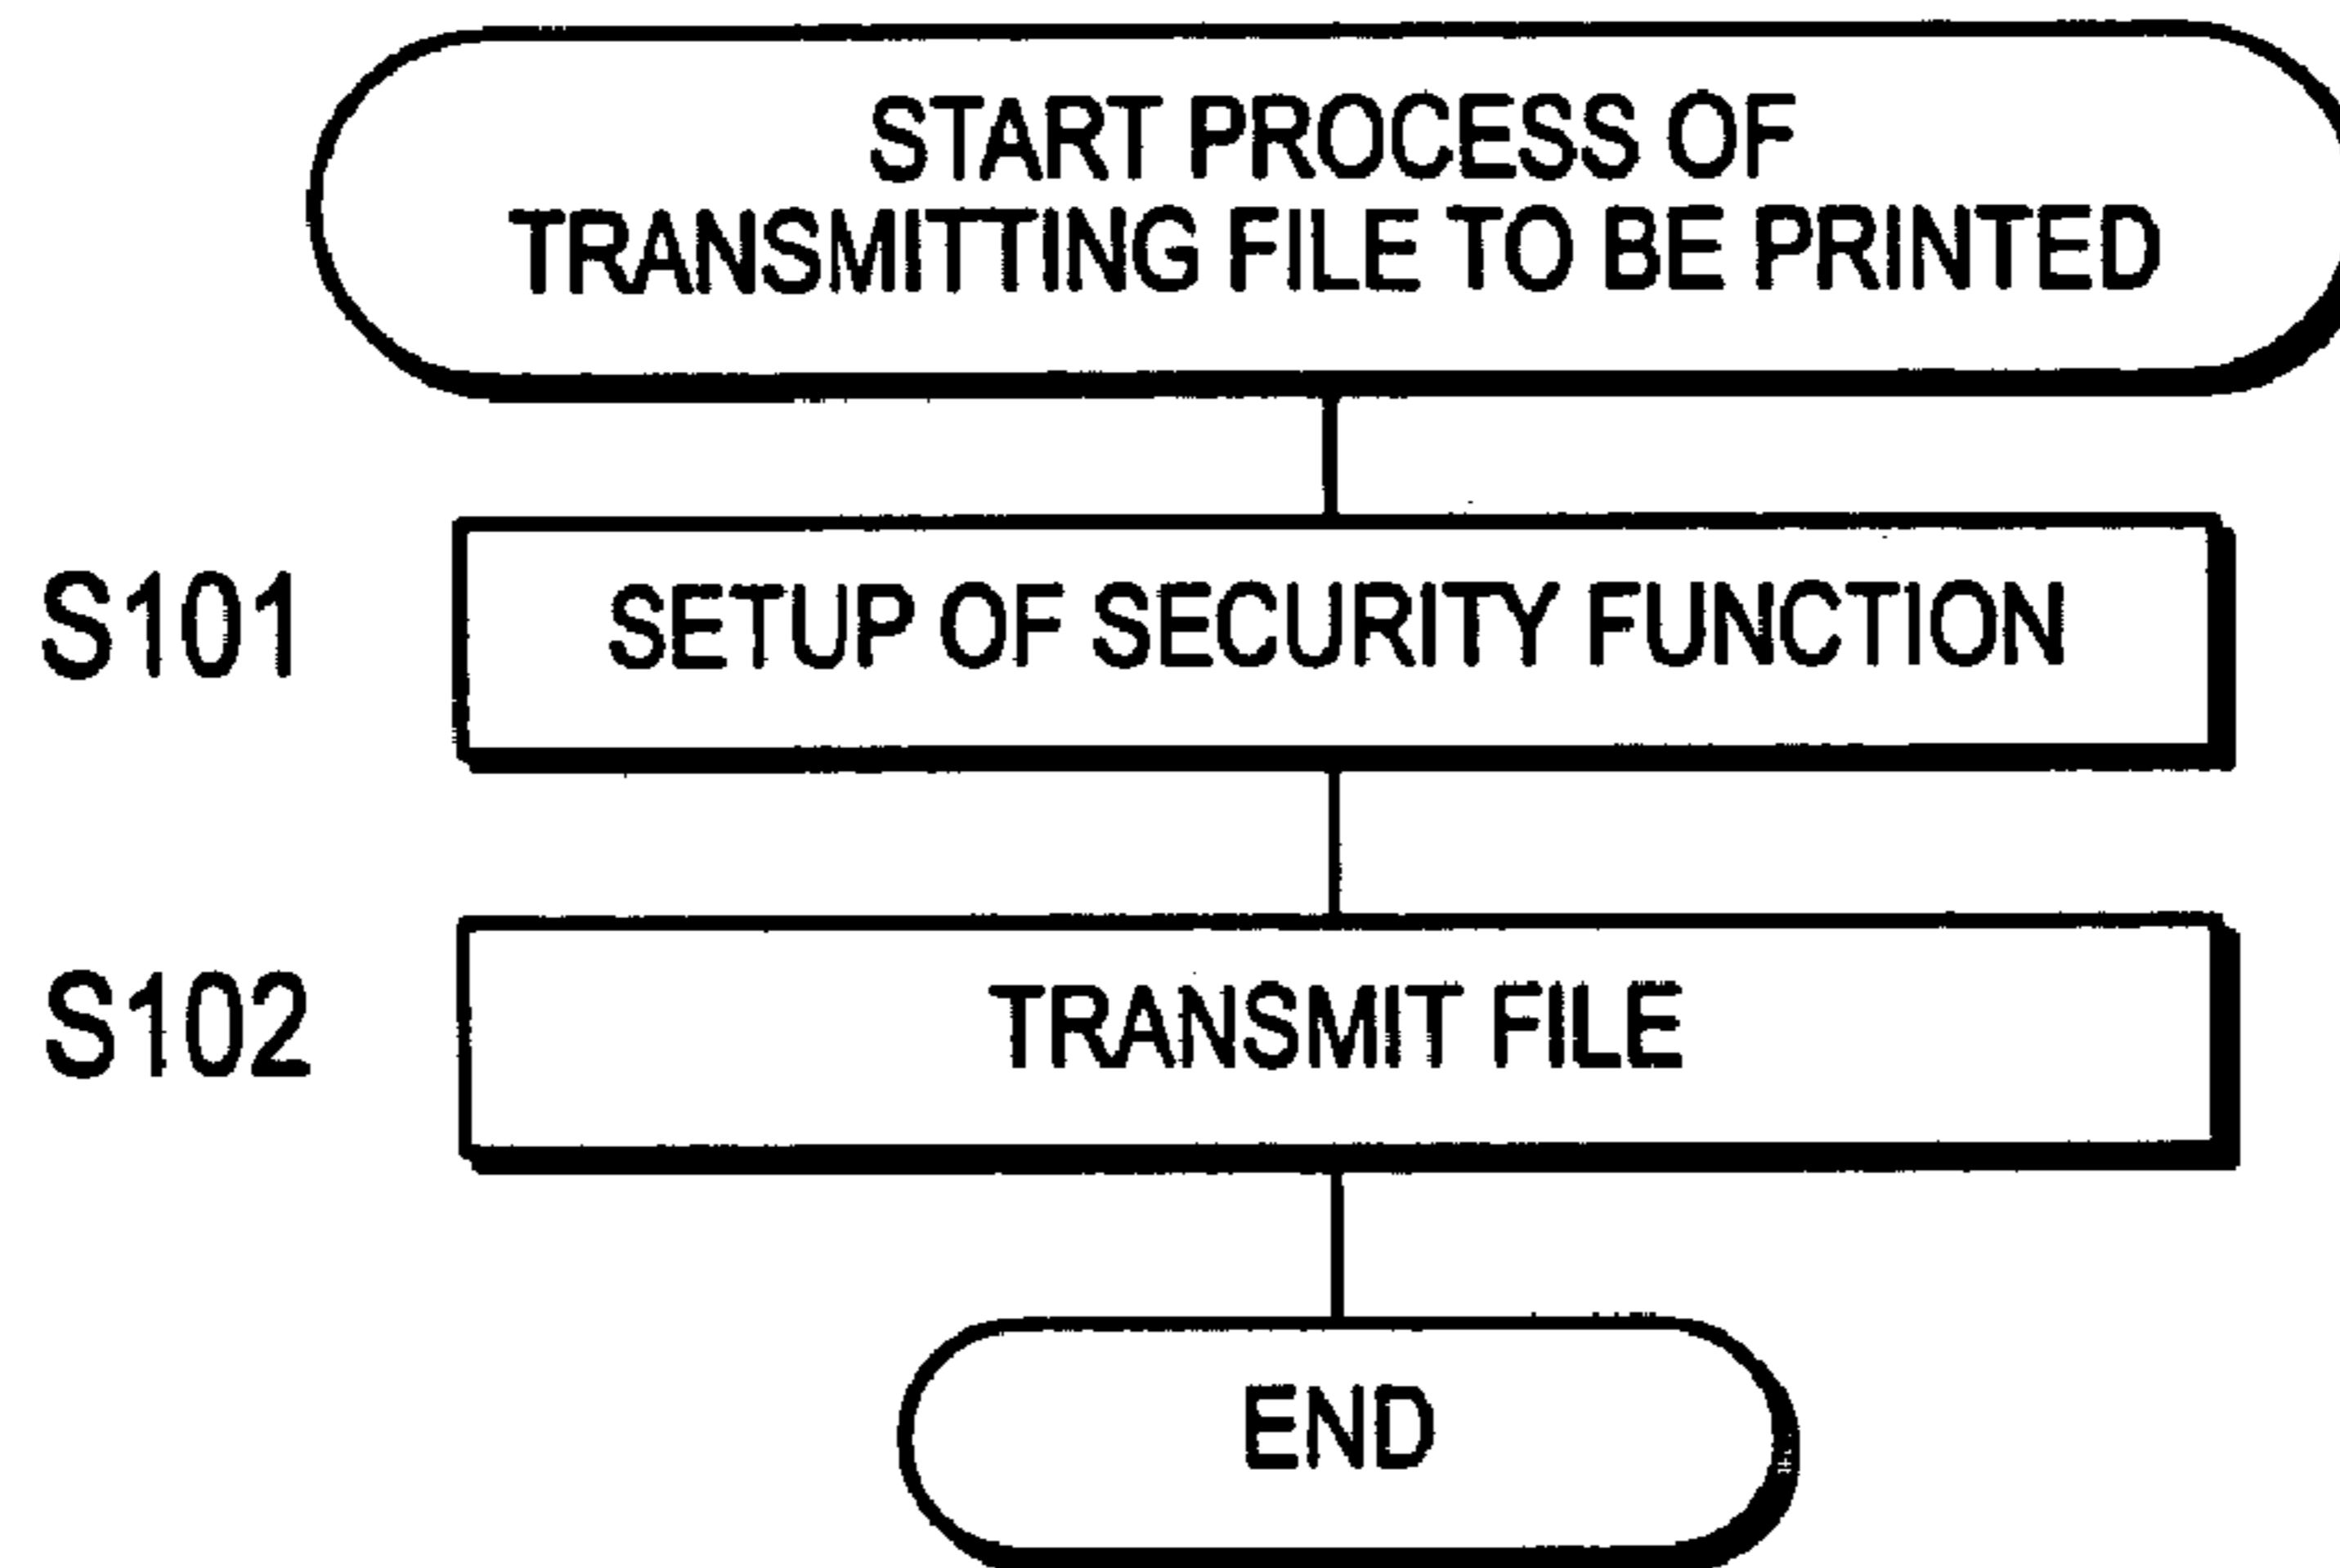 START PROCESS OF
TRANSMITTING FILE TO BE PRINTED
S101 SETUP OF SECURITY FUNCTION
S102 TRANSMIT FILE
END